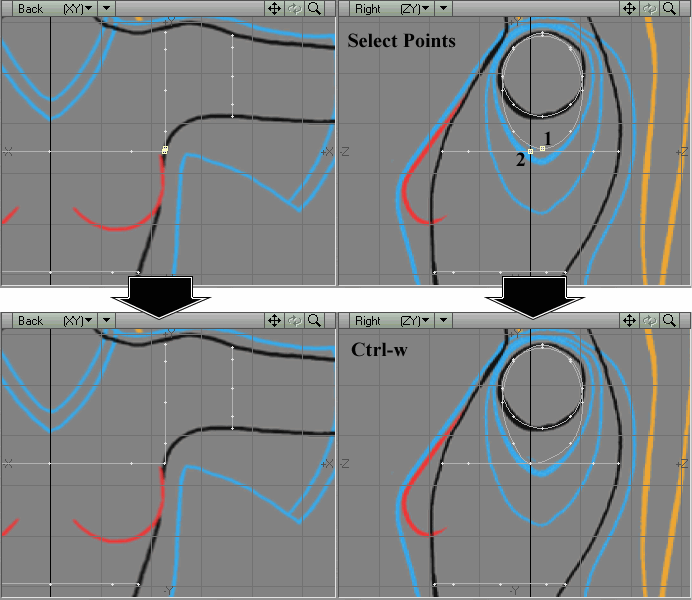 Back (XY)
Right (ZY)
+Y
+Y
Select Points
-X
+X
-Z
1
2
Back (XY)
Right (ZY)
+Y
Ctrl-w
-X
+X
-Z
-Y
-Y